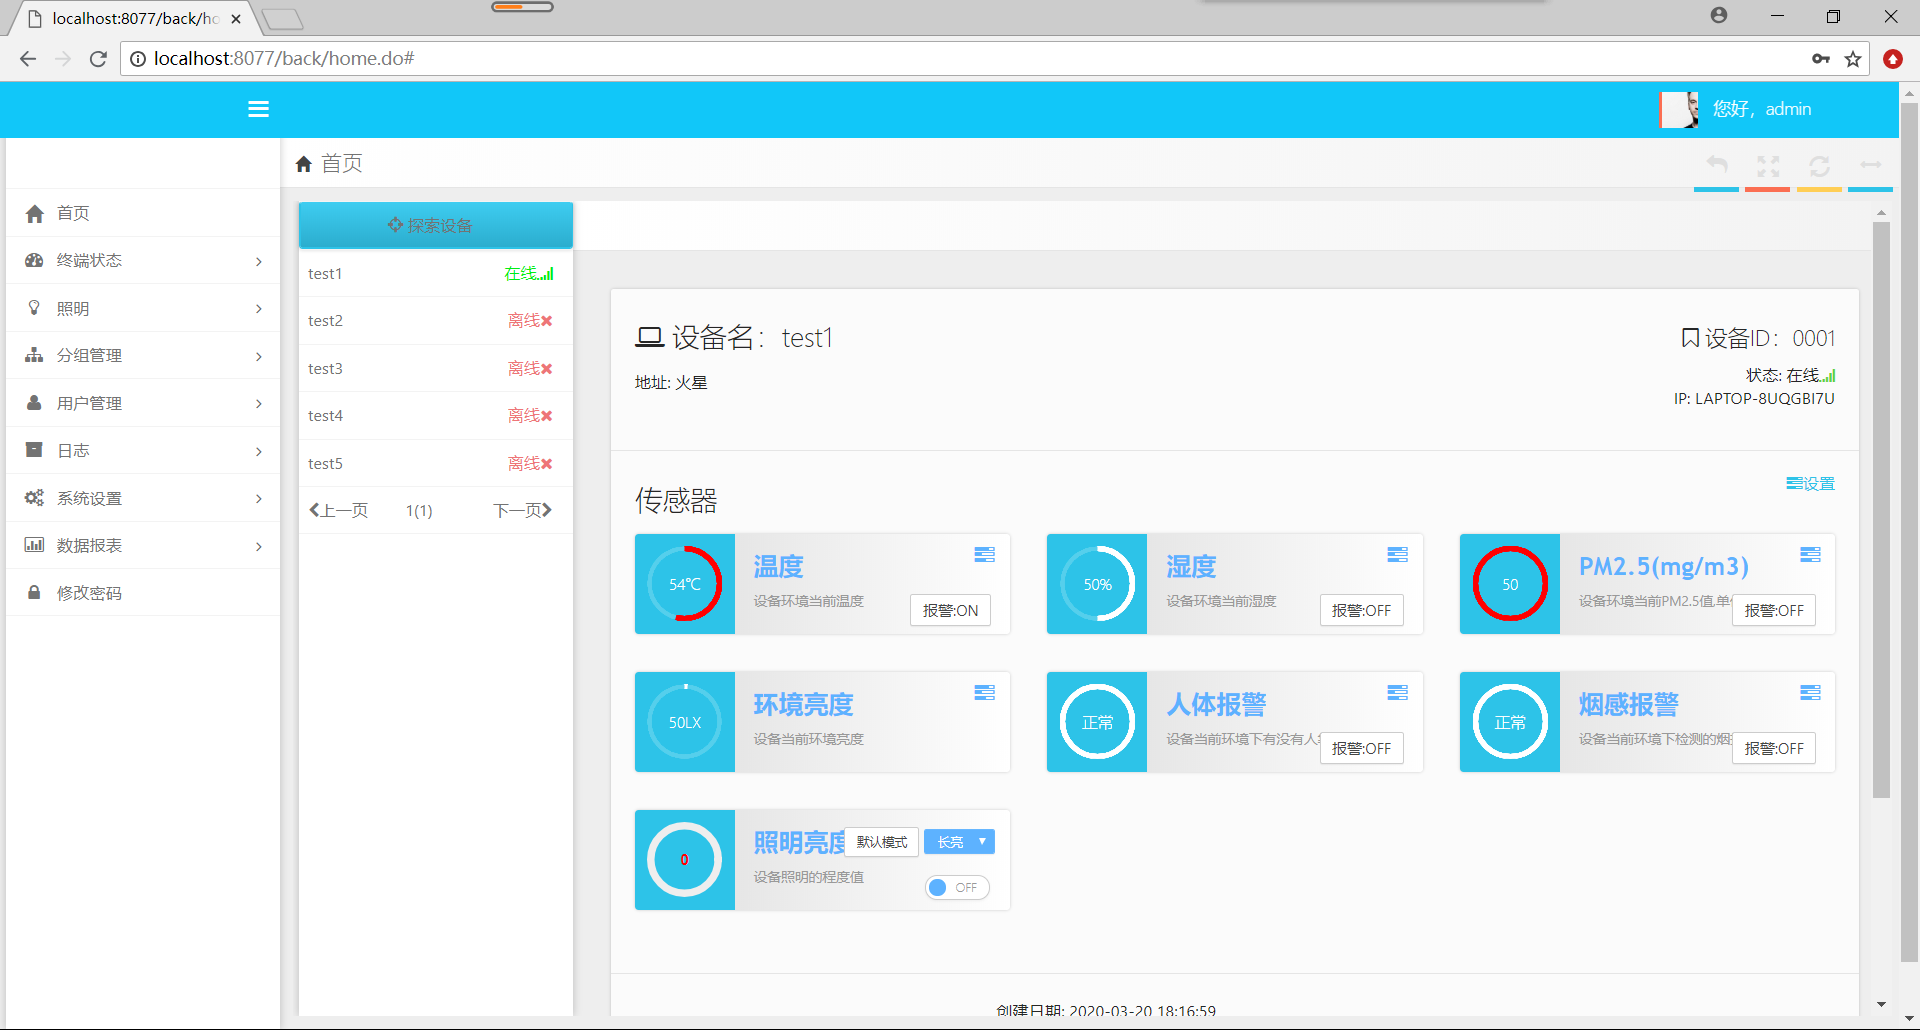 localhost:8077/back/ho
localhost:8077/back/home.do#
您好，admin
首页
首页
终端状态
照明
分组管理
用户管理
日志
系统设置
数据报表
修改密码
探索设备
test1 在线
test2 离线
test3 离线
test4 离线
test5 离线
上一页 1(1) 下一页
设备名：test1
地址: 火星
设备ID：0001
状态: 在线
IP: LAPTOP-8UQGBI7U
传感器
设置
54℃
温度
设备环境当前温度
报警:ON
50%
湿度
设备环境当前湿度
报警:OFF
50
PM2.5(mg/m3)
设备环境当前PM2.5值,单
报警:OFF
50LX
环境亮度
设备当前环境亮度
正常
人体报警
设备当前环境下有没有人
报警:OFF
正常
烟感报警
设备当前环境下检测的烟
报警:OFF
0
照明亮度
默认模式
长亮
设备照明的程度值
OFF
创建日期: 2020-03-20 18:16:59